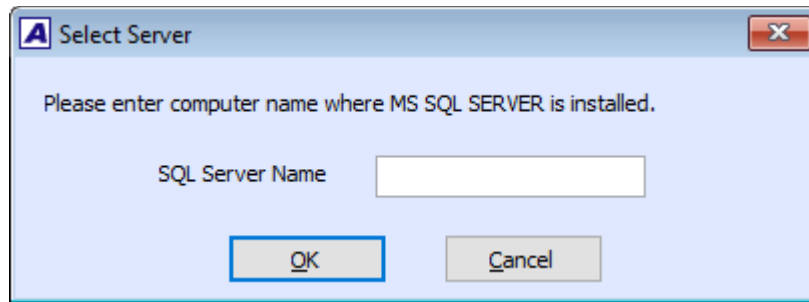 A Select Server
Please enter computer name where MS SQL SERVER is installed.
SQL Server Name
OK Cancel